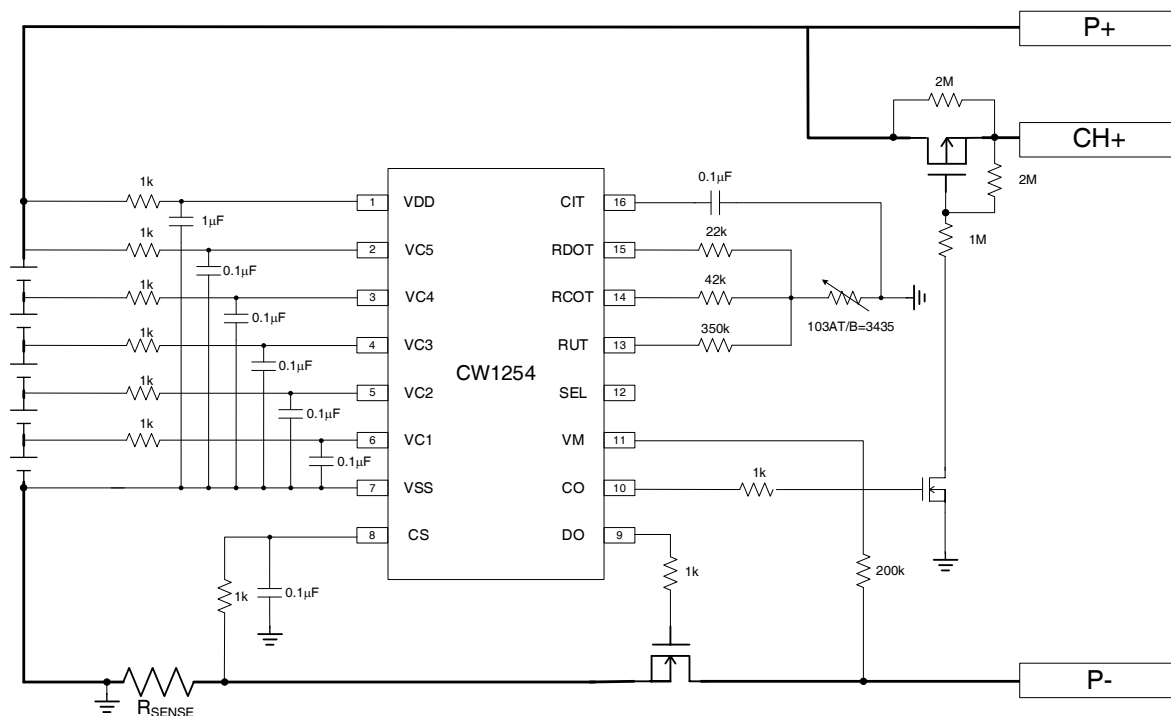 P+
2M
CH+
2M
1M
1k
1μF
1k
0.1μF
1k
0.1μF
1k
0.1μF
1k
0.1μF
1k
0.1μF
1 VDD
2 VC5
3 VC4
4 VC3
5 VC2
6 VC1
7 VSS
8 CS
CW1254
CIT 16
RDOT 15
RCOT 14
RUT 13
SEL 12
VM 11
CO 10
DO 9
0.1μF
22k
42k
350k
103AT/B=3435
1k
1k
200k
1k
0.1μF
RSENSE
P-